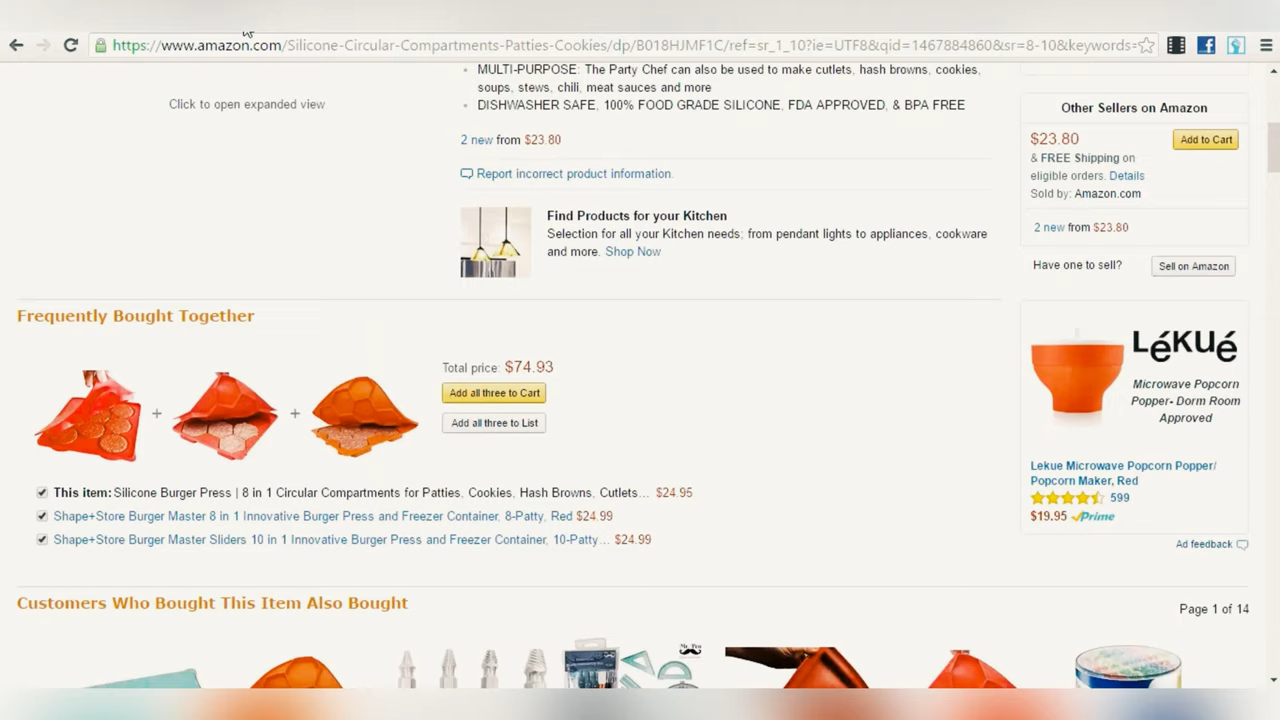 https://www.amazon.com/Silicone-Circular-Compartments-Patties-Cookies/dp/B018HJMF1C/ref=sr_1_10?ie=UTF8&qid=1467884860&sr=8-10&keywords=
MULTI-PURPOSE: The Party Chef can also be used to make cutlets, hash browns, cookies,
soups, stews, chili, meat sauces and more
DISHWASHER SAFE, 100% FOOD GRADE SILICONE, FDA APPROVED, & BPA FREE
Click to open expanded view
2 new from $23.80
Report incorrect product information.
Find Products for your Kitchen
Selection for all your Kitchen needs; from pendant lights to appliances, cookware
and more. Shop Now
Other Sellers on Amazon
$23.80
Add to Cart
& FREE Shipping on
eligible orders. Details
Sold by: Amazon.com
2 new from $23.80
Have one to sell?
Sell on Amazon
Frequently Bought Together
+
+
Total price: $74.93
Add all three to Cart
Add all three to List
This item: Silicone Burger Press | 8 in 1 Circular Compartments for Patties, Cookies, Hash Browns, Cutlets… $24.95
Shape+Store Burger Master 8 in 1 Innovative Burger Press and Freezer Container, 8-Patty, Red $24.99
Shape+Store Burger Master Sliders 10 in 1 Innovative Burger Press and Freezer Container, 10-Patty… $24.99
Lékué
Microwave Popcorn
Popper- Dorm Room
Approved
Lekue Microwave Popcorn Popper/
Popcorn Maker, Red
599
$19.95 Prime
Ad feedback
Customers Who Bought This Item Also Bought
Page 1 of 14
Mr. Pen